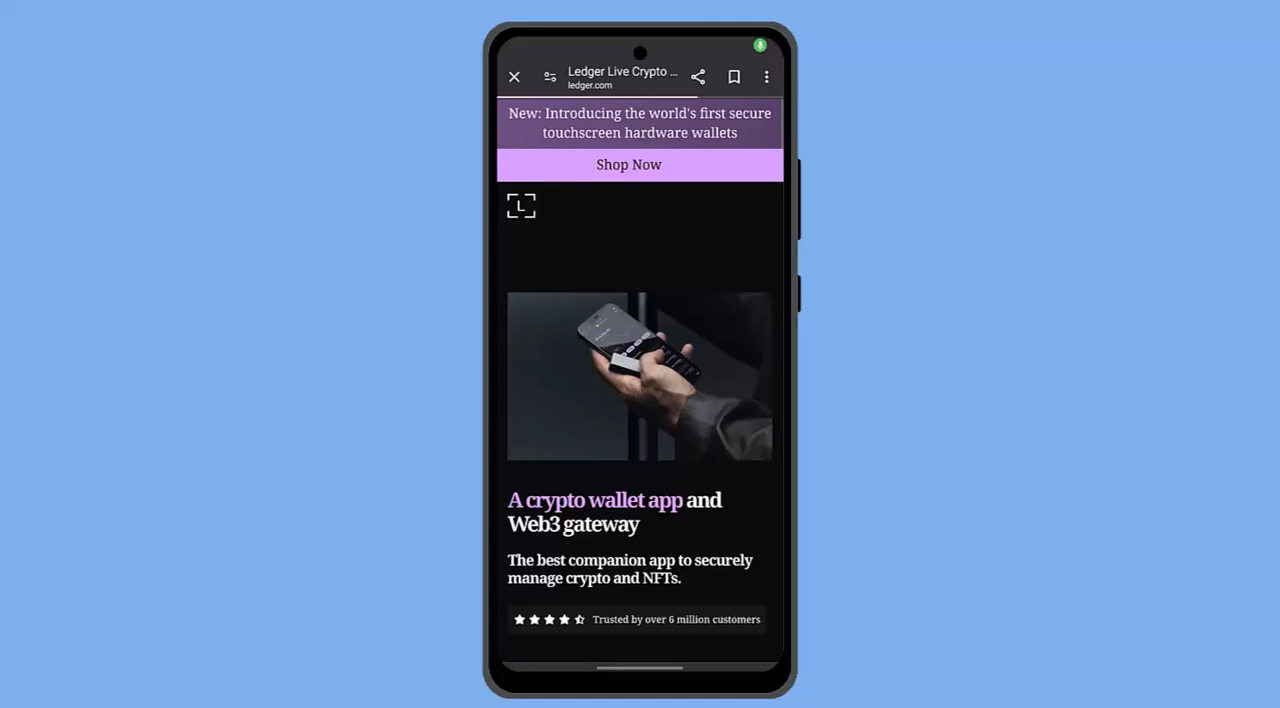 Ledger Live Crypto ...
ledger.com
New: Introducing the world's first secure
touchscreen hardware wallets
Shop Now
L
A crypto wallet app and
Web3 gateway
The best companion app to securely
manage crypto and NFTs.
Trusted by over 6 million customers